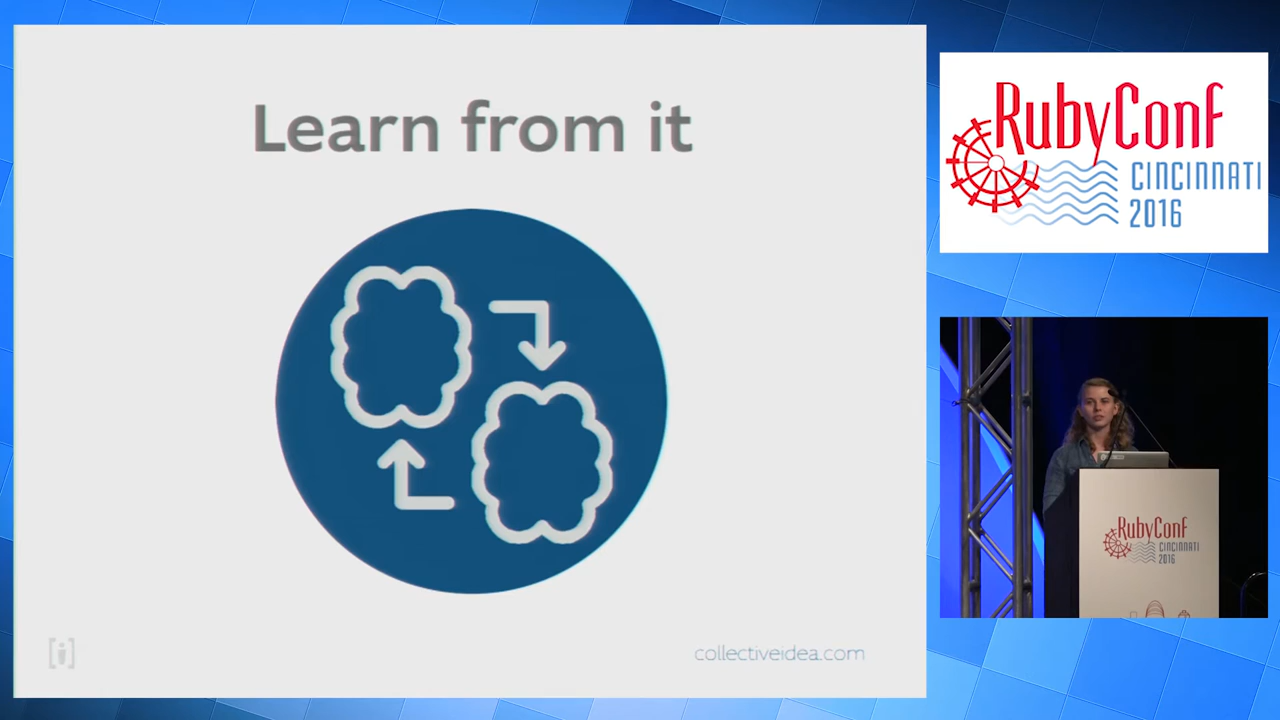 Learn from it
[i]
collectiveidea.com
RubyConf
CINCINNATI
2016
RubyConf
CINCINNATI
2016